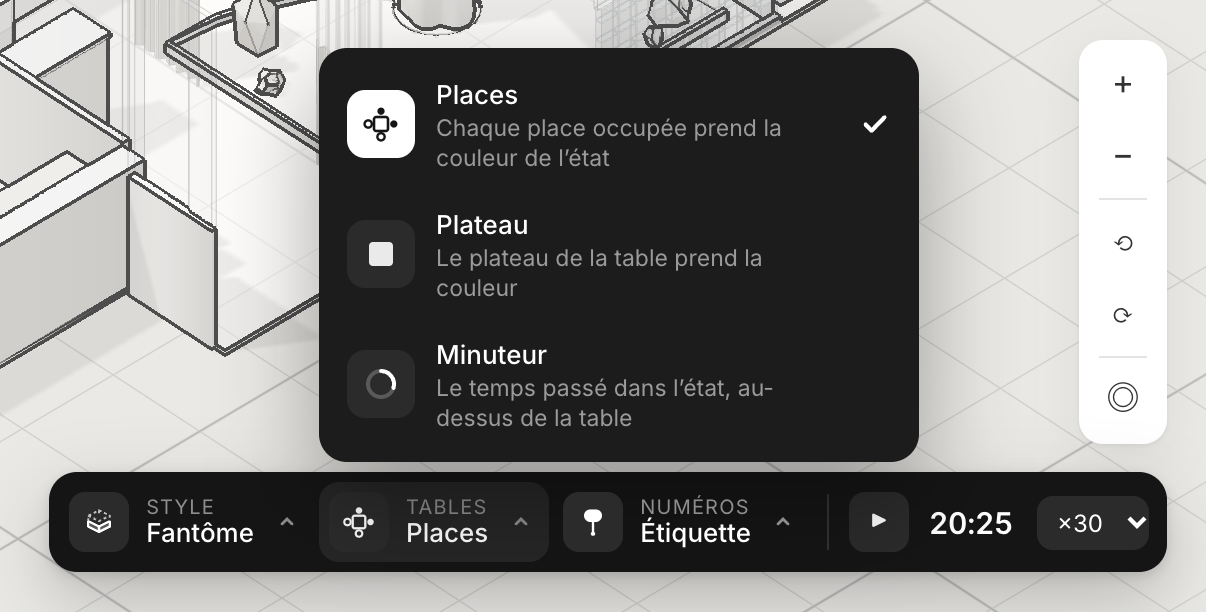 Places
Chaque place occupée prend la
couleur de l’état
Plateau
Le plateau de la table prend la
couleur
Minuteur
Le temps passé dans l’état, au-
dessus de la table
STYLE
Fantôme
TABLES
Places
NUMÉROS
Étiquette
20:25
×30